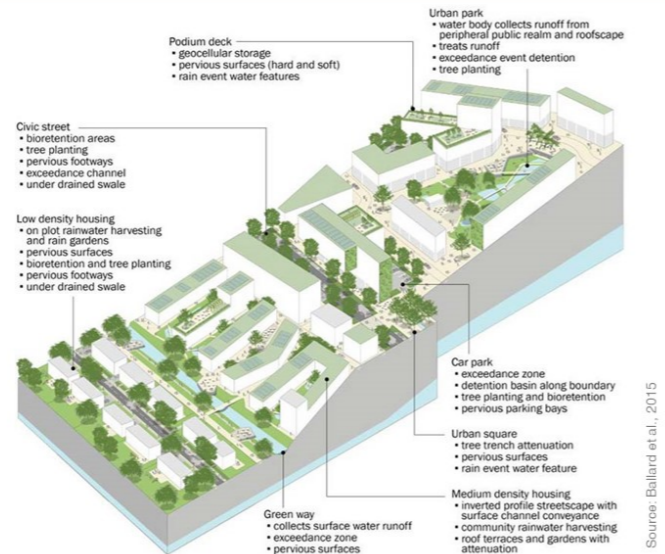 Urban park
• water body collects runoff from
peripheral public realm and roofscape
• treats runoff
• exceedance event detention
• tree planting
Podium deck
• geocellular storage
• pervious surfaces (hard and soft)
• rain event water features
Civic street
• bioretention areas
• tree planting
• pervious footways
• exceedance channel
• under drained swale
Low density housing
• on plot rainwater harvesting
and rain gardens
• pervious surfaces
• bioretention and tree planting
• pervious footways
• under drained swale
Car park
• exceedance zone
• detention basin along boundary
• tree planting and bioretention
• pervious parking bays
Urban square
• tree trench attenuation
• pervious surfaces
• rain event water feature
Medium density housing
• inverted profile streetscape with
surface channel conveyance
• community rainwater harvesting
• roof terraces and gardens with
attenuation
Green way
• collects surface water runoff
• exceedance zone
• pervious surfaces
Source: Ballard et al., 2015